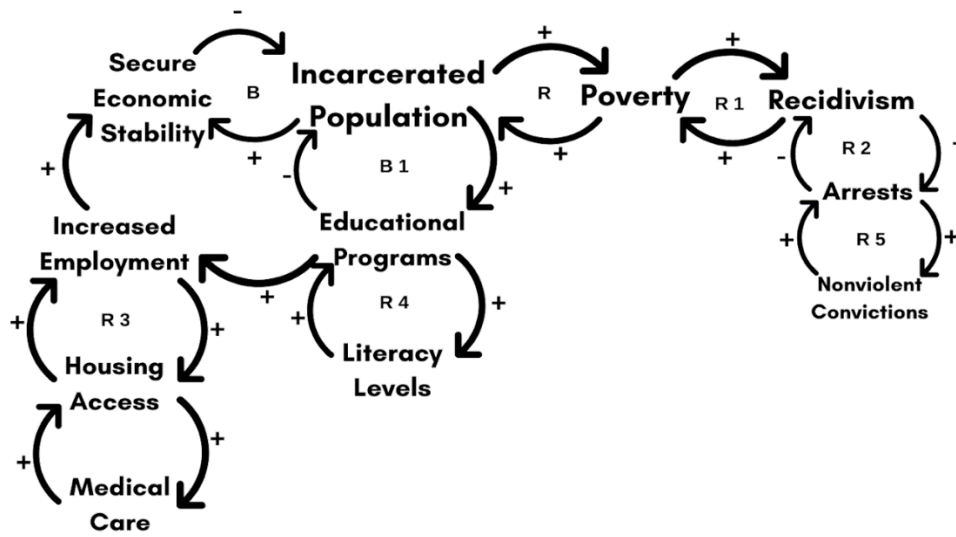 -
+
+
Secure
Economic
Stability
B
Incarcerated
Population
R
Poverty
R 1
Recidivism
+
+
+
+
-
B 1
+
-
R 2
Arrests
+
R 5
+
Nonviolent
Convictions
+
Increased
Employment
Educational
Programs
+
+
R 4
+
Literacy
Levels
+
R 3
+
Housing
Access
+
+
Medical
Care